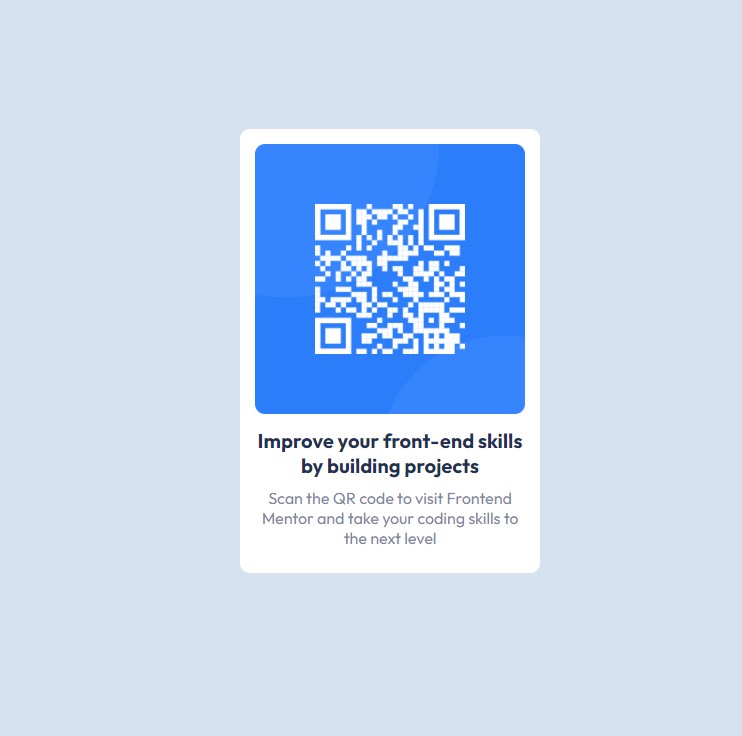 Improve your front-end skills
by building projects
Scan the QR code to visit Frontend
Mentor and take your coding skills to
the next level